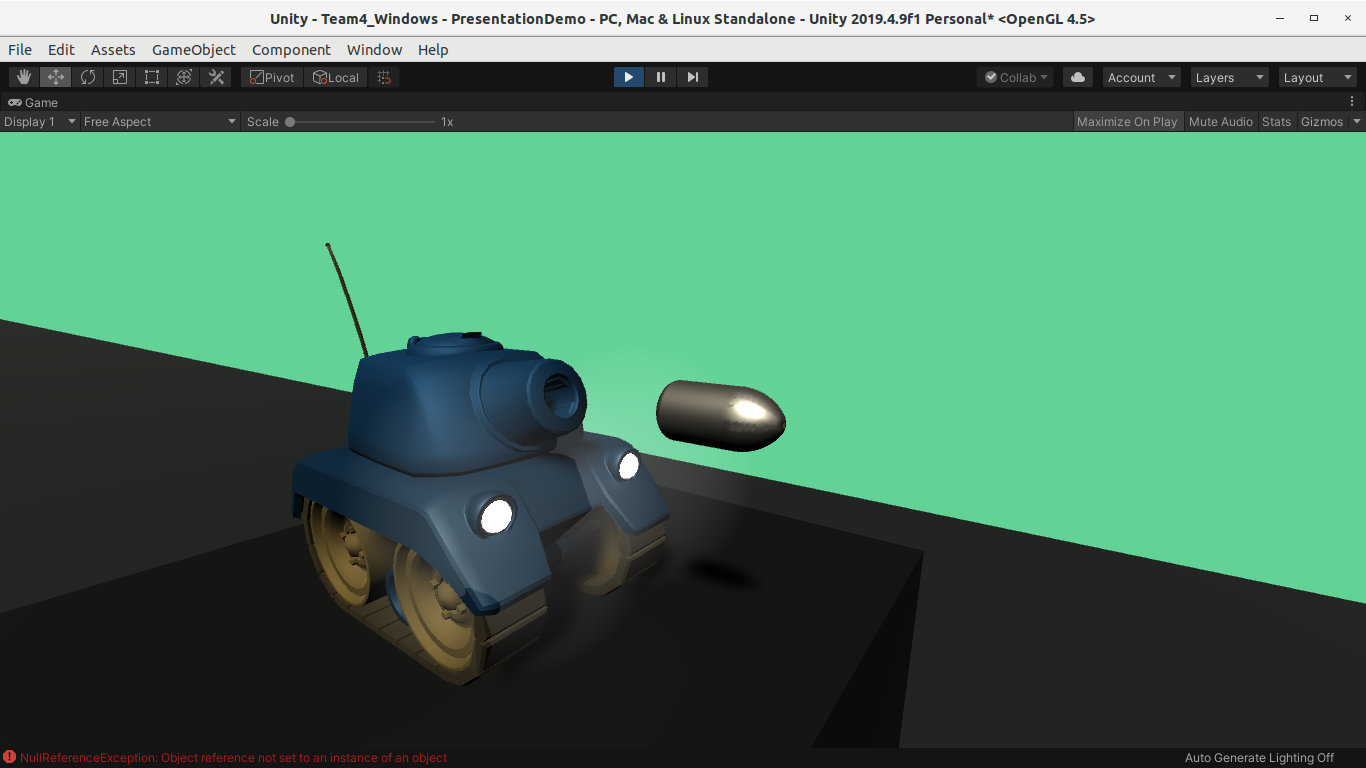 Unity - Team4_Windows - PresentationDemo - PC, Mac & Linux Standalone - Unity 2019.4.9f1 Personal* <OpenGL 4.5>
File Edit Assets GameObject Component Window Help
Pivot Local Collab Account Layers Layout
Game
Display 1 Free Aspect Scale 1x Maximize On Play Mute Audio Stats Gizmos
NullReferenceException: Object reference not set to an instance of an object Auto Generate Lighting Off